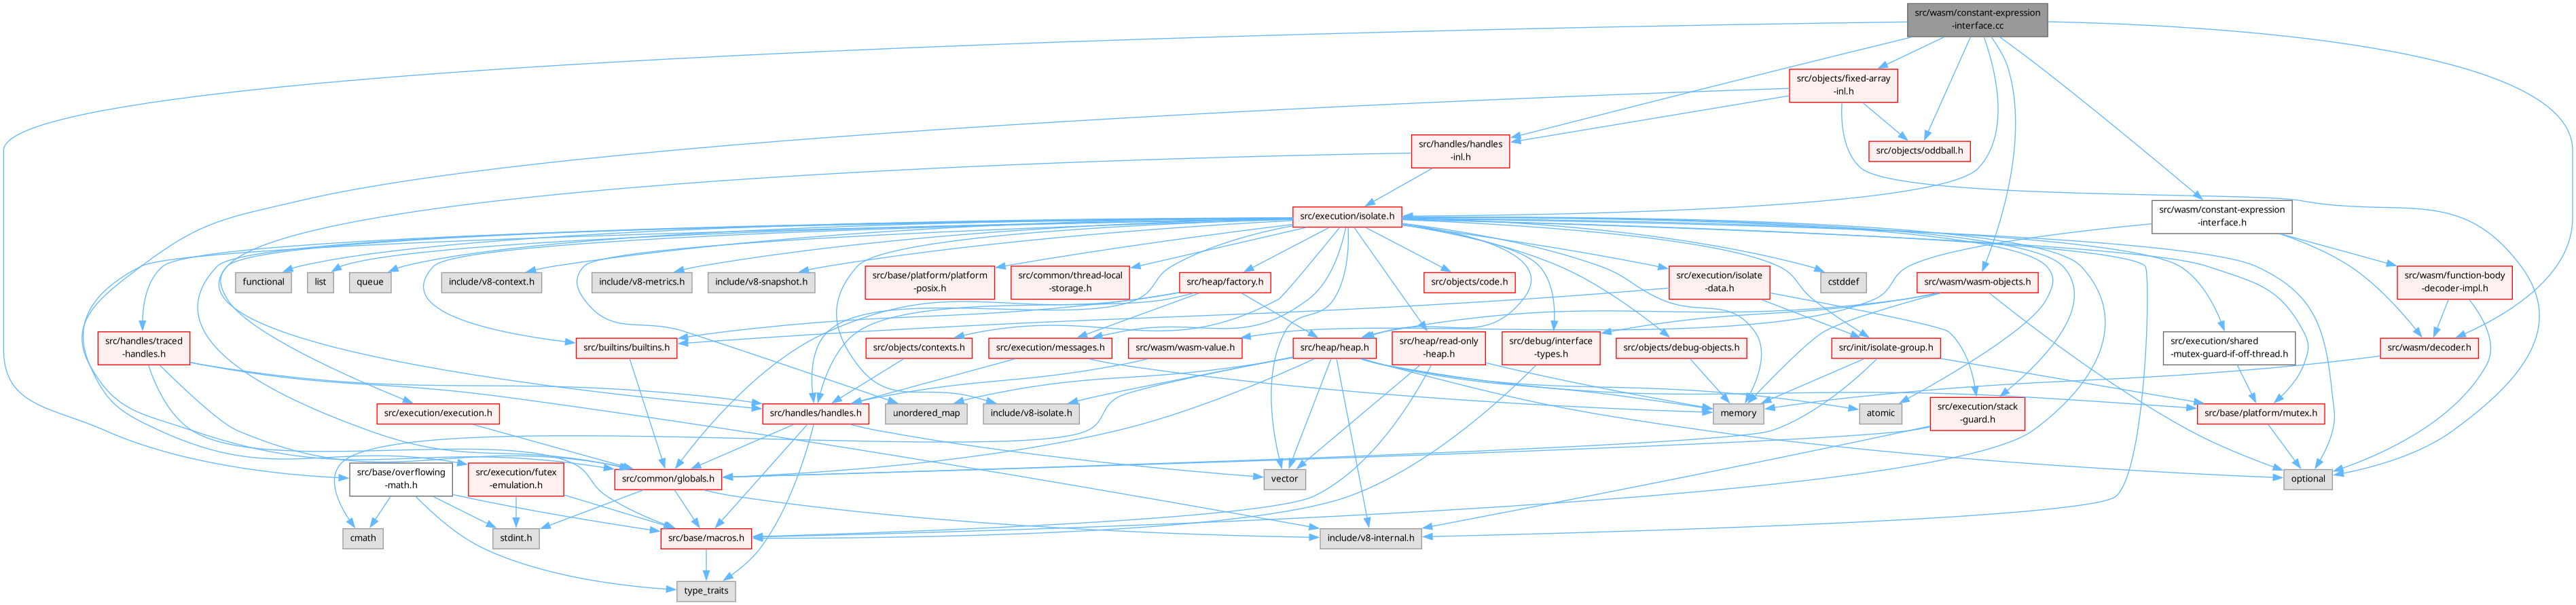 src/wasm/constant-expression
-interface.cc
src/objects/fixed-array
-inl.h
src/handles/handles
-inl.h
src/objects/oddball.h
src/execution/isolate.h
src/wasm/constant-expression
-interface.h
functional
list
queue
include/v8-context.h
include/v8-metrics.h
include/v8-snapshot.h
src/base/platform/platform
-posix.h
src/common/thread-local
-storage.h
src/heap/factory.h
src/objects/code.h
src/execution/isolate
-data.h
cstddef
src/wasm/wasm-objects.h
src/wasm/function-body
-decoder-impl.h
src/handles/traced
-handles.h
src/builtins/builtins.h
src/objects/contexts.h
src/execution/messages.h
src/wasm/wasm-value.h
src/heap/heap.h
src/heap/read-only
-heap.h
src/debug/interface
-types.h
src/objects/debug-objects.h
src/init/isolate-group.h
src/execution/shared
-mutex-guard-if-off-thread.h
src/wasm/decoder.h
src/execution/execution.h
src/handles/handles.h
unordered_map
include/v8-isolate.h
memory
atomic
src/execution/stack
-guard.h
src/base/platform/mutex.h
src/base/overflowing
-math.h
src/execution/futex
-emulation.h
src/common/globals.h
vector
optional
cmath
stdint.h
src/base/macros.h
include/v8-internal.h
type_traits